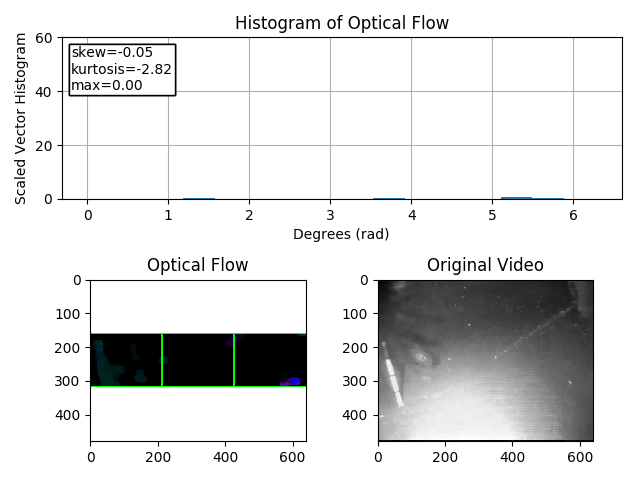 Histogram of Optical Flow
Scaled Vector Histogram
60
40
20
0
skew=-0.05
kurtosis=-2.82
max=0.00
0 1 2 3 4 5 6
Degrees (rad)
Optical Flow
0
100
200
300
400
0 200 400 600
Original Video
0
100
200
300
400
0 200 400 600